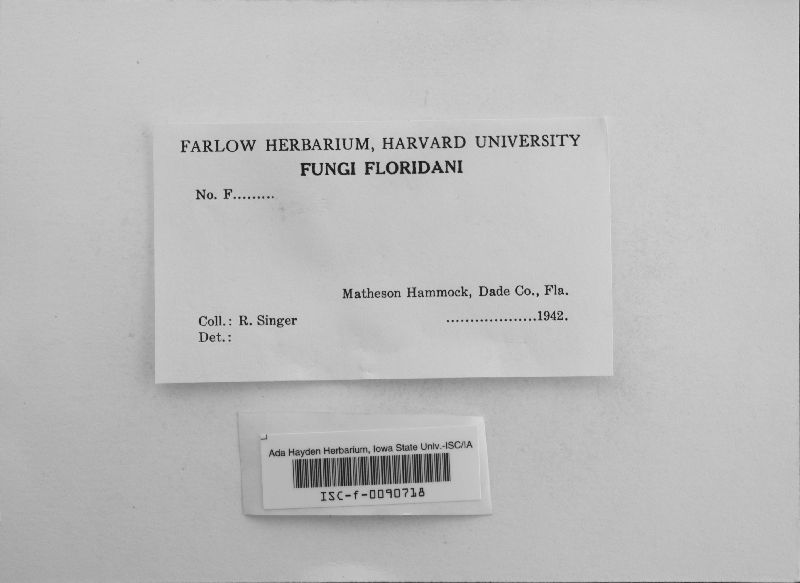 FARLOW HERBARIUM, HARVARD UNIVERSITY
FUNGI FLORIDANI
No. F.........
Matheson Hammock, Dade Co., Fla.
Coll.: R. Singer ...................1942.
Det.:
Ada Hayden Herbarium, Iowa State Univ.-ISC/IA
ISC-f-0090718